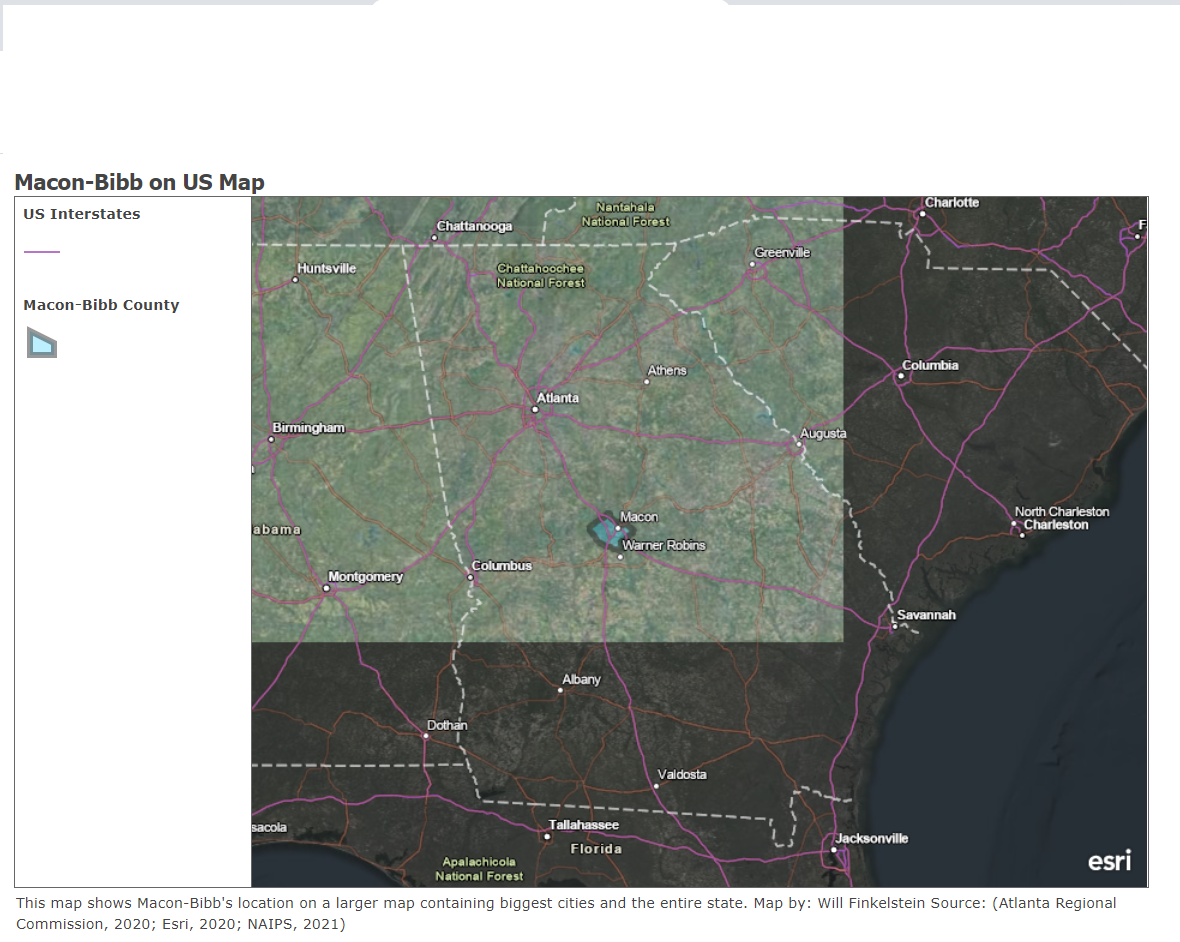 Macon-Bibb on US Map
US Interstates
Macon-Bibb County
Nantahala
National Forest
Charlotte
Chattanooga
F
Greenville
Huntsville
Chattahoochee
National Forest
Columbia
Athens
Atlanta
Birmingham
Augusta
North Charleston
Charleston
Macon
abama
Warner Robins
Columbus
Montgomery
Savannah
Albany
Dothan
Valdosta
sacola
Tallahassee
Florida
Jacksonville
Apalachicola
National Forest
esri
This map shows Macon-Bibb's location on a larger map containing biggest cities and the entire state. Map by: Will Finkelstein Source: (Atlanta Regional
Commission, 2020; Esri, 2020; NAIPS, 2021)